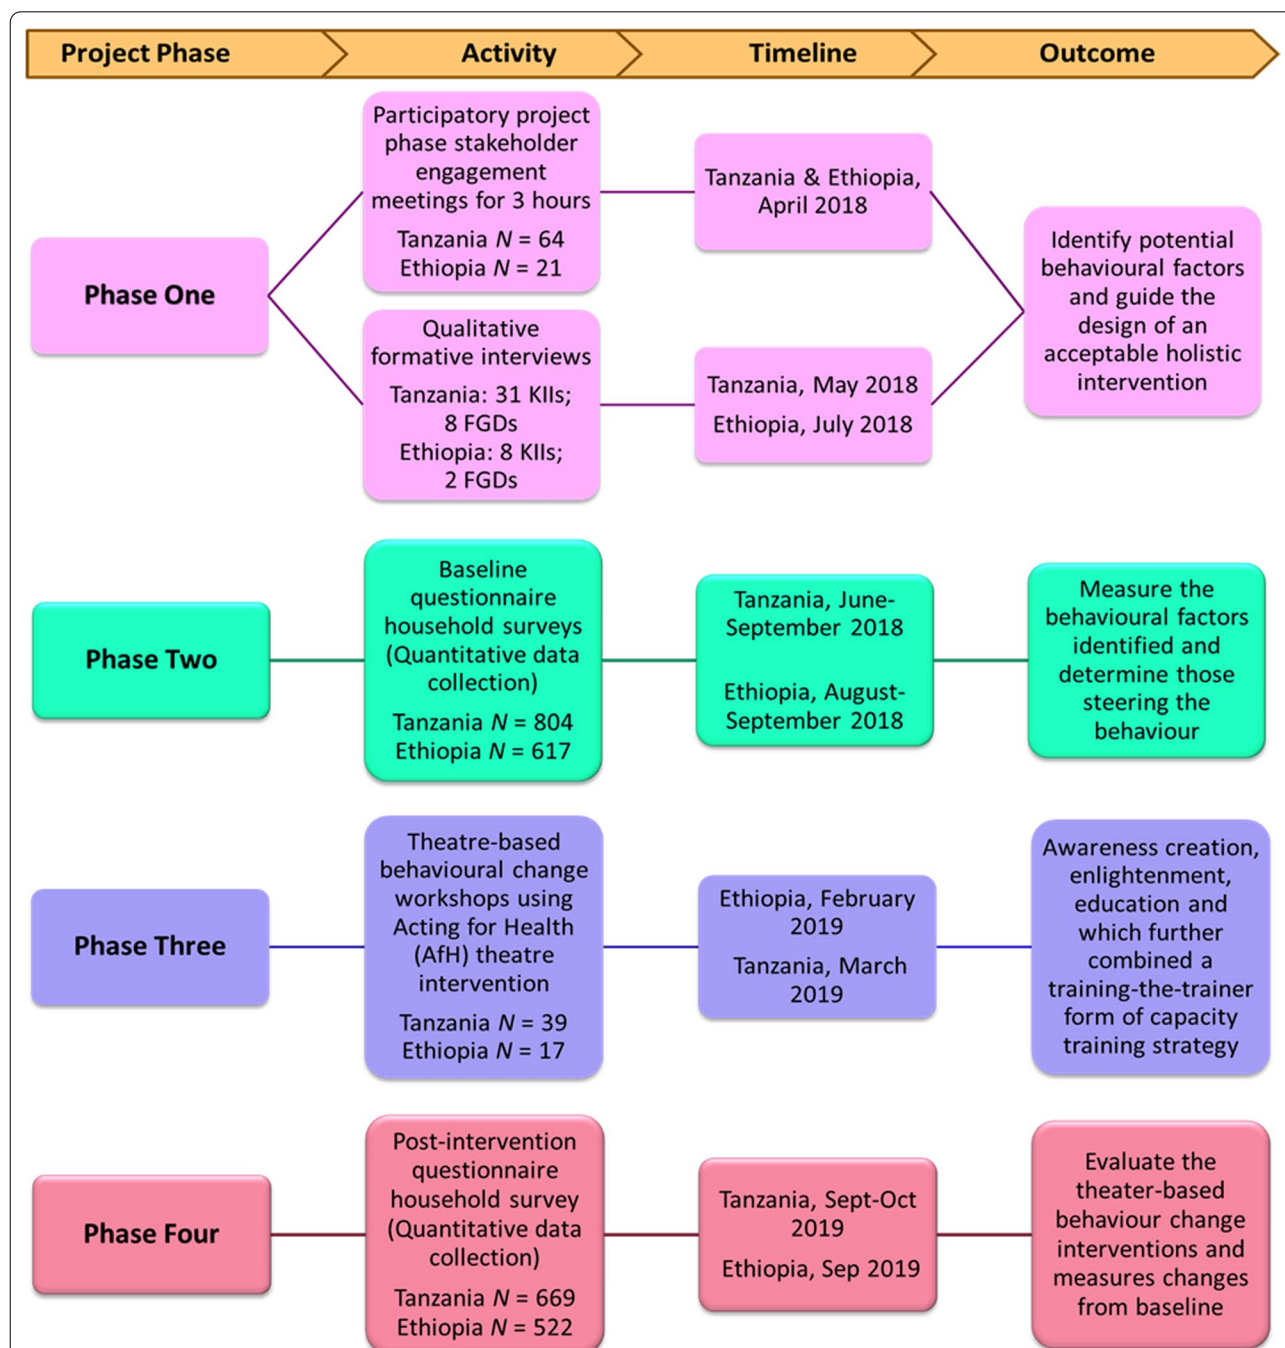 Project Phase
Activity
Timeline
Outcome
Phase One
Participatory project
phase stakeholder
engagement
meetings for 3 hours
Tanzania N = 64
Ethiopia N = 21
Tanzania & Ethiopia,
April 2018
Qualitative
formative interviews
Tanzania: 31 KIIs;
8 FGDs
Ethiopia: 8 KIIs;
2 FGDs
Tanzania, May 2018
Ethiopia, July 2018
Identify potential
behavioural factors
and guide the
design of an
acceptable holistic
intervention
Phase Two
Baseline
questionnaire
household surveys
(Quantitative data
collection)
Tanzania N = 804
Ethiopia N = 617
Tanzania, June-
September 2018
Ethiopia, August-
September 2018
Measure the
behavioural factors
identified and
determine those
steering the
behaviour
Phase Three
Theatre-based
behavioural change
workshops using
Acting for Health
(AfH) theatre
intervention
Tanzania N = 39
Ethiopia N = 17
Ethiopia, February
2019
Tanzania, March
2019
Awareness creation,
enlightenment,
education and
which further
combined a
training-the-trainer
form of capacity
training strategy
Phase Four
Post-intervention
questionnaire
household survey
(Quantitative data
collection)
Tanzania N = 669
Ethiopia N = 522
Tanzania, Sept-Oct
2019
Ethiopia, Sep 2019
Evaluate the
theater-based
behaviour change
interventions and
measures changes
from baseline